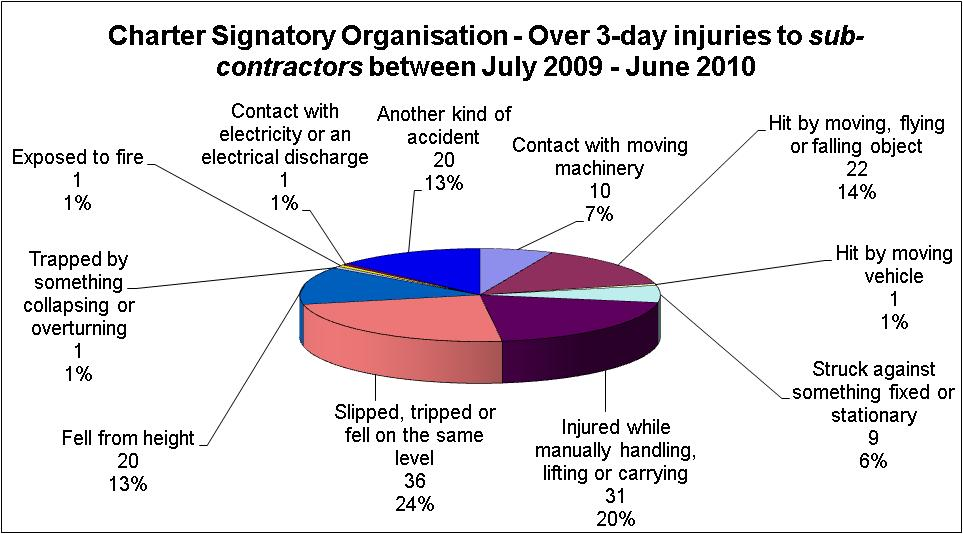 Charter Signatory Organisation - Over 3-day injuries to sub-
contractors between July 2009 - June 2010
Contact with
electricity or an
electrical discharge
1
1%
Another kind of
accident
20
13%
Contact with moving
machinery
10
7%
Hit by moving, flying
or falling object
22
14%
Exposed to fire
1
1%
Hit by moving
vehicle
1
1%
Trapped by
something
collapsing or
overturning
1
1%
Struck against
something fixed or
stationary
9
6%
Fell from height
20
13%
Slipped, tripped or
fell on the same
level
36
24%
Injured while
manually handling,
lifting or carrying
31
20%